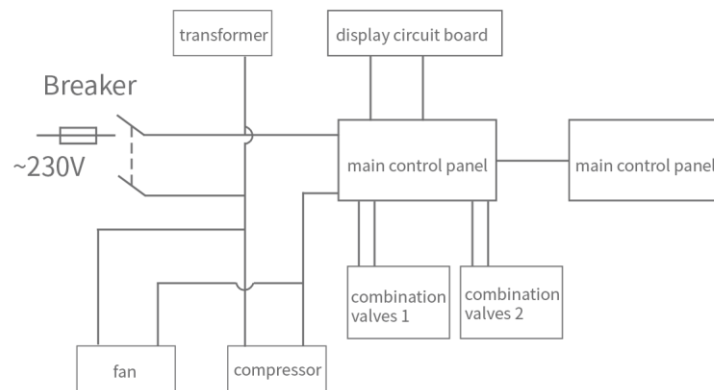 transformer
display circuit board
Breaker
~230V
main control panel
main control panel
combination
valves 1
combination
valves 2
fan
compressor